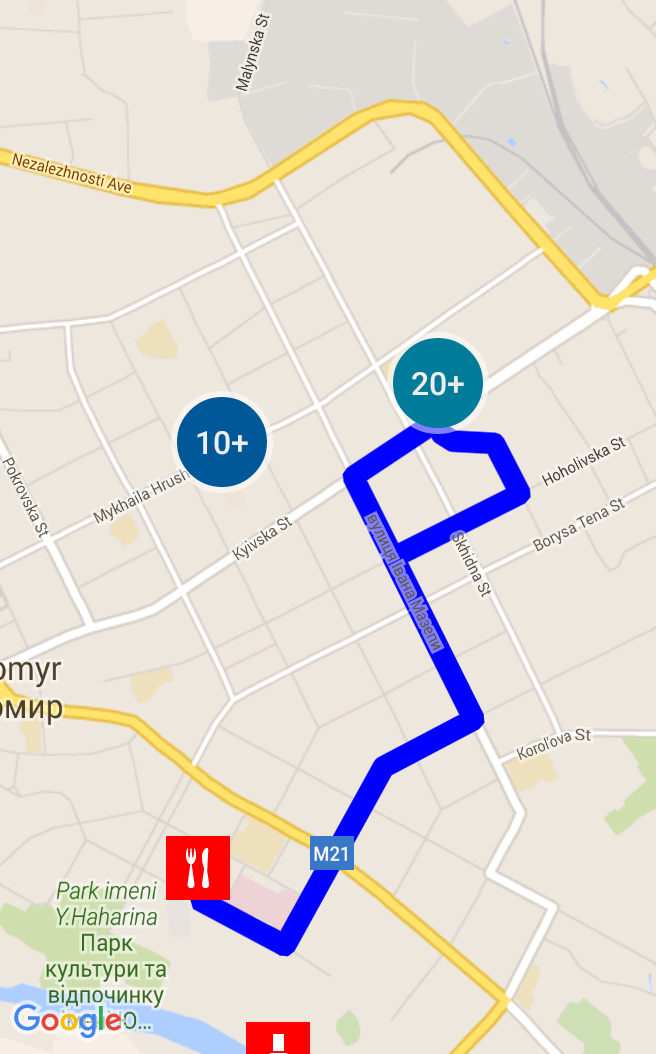 Malynska St
Nezalezhnosti Ave
20+
10+
Hoholivska St
Pokrovska St
Mykhaila Hrush
Borysa Tena St
Kyivska St
вулиця Івана Мазепи
Skhidna St
omyr
омир
Korol'ova St
M21
Park imeni
Y.Haharina
Парк
культури та
відпочинку
Google